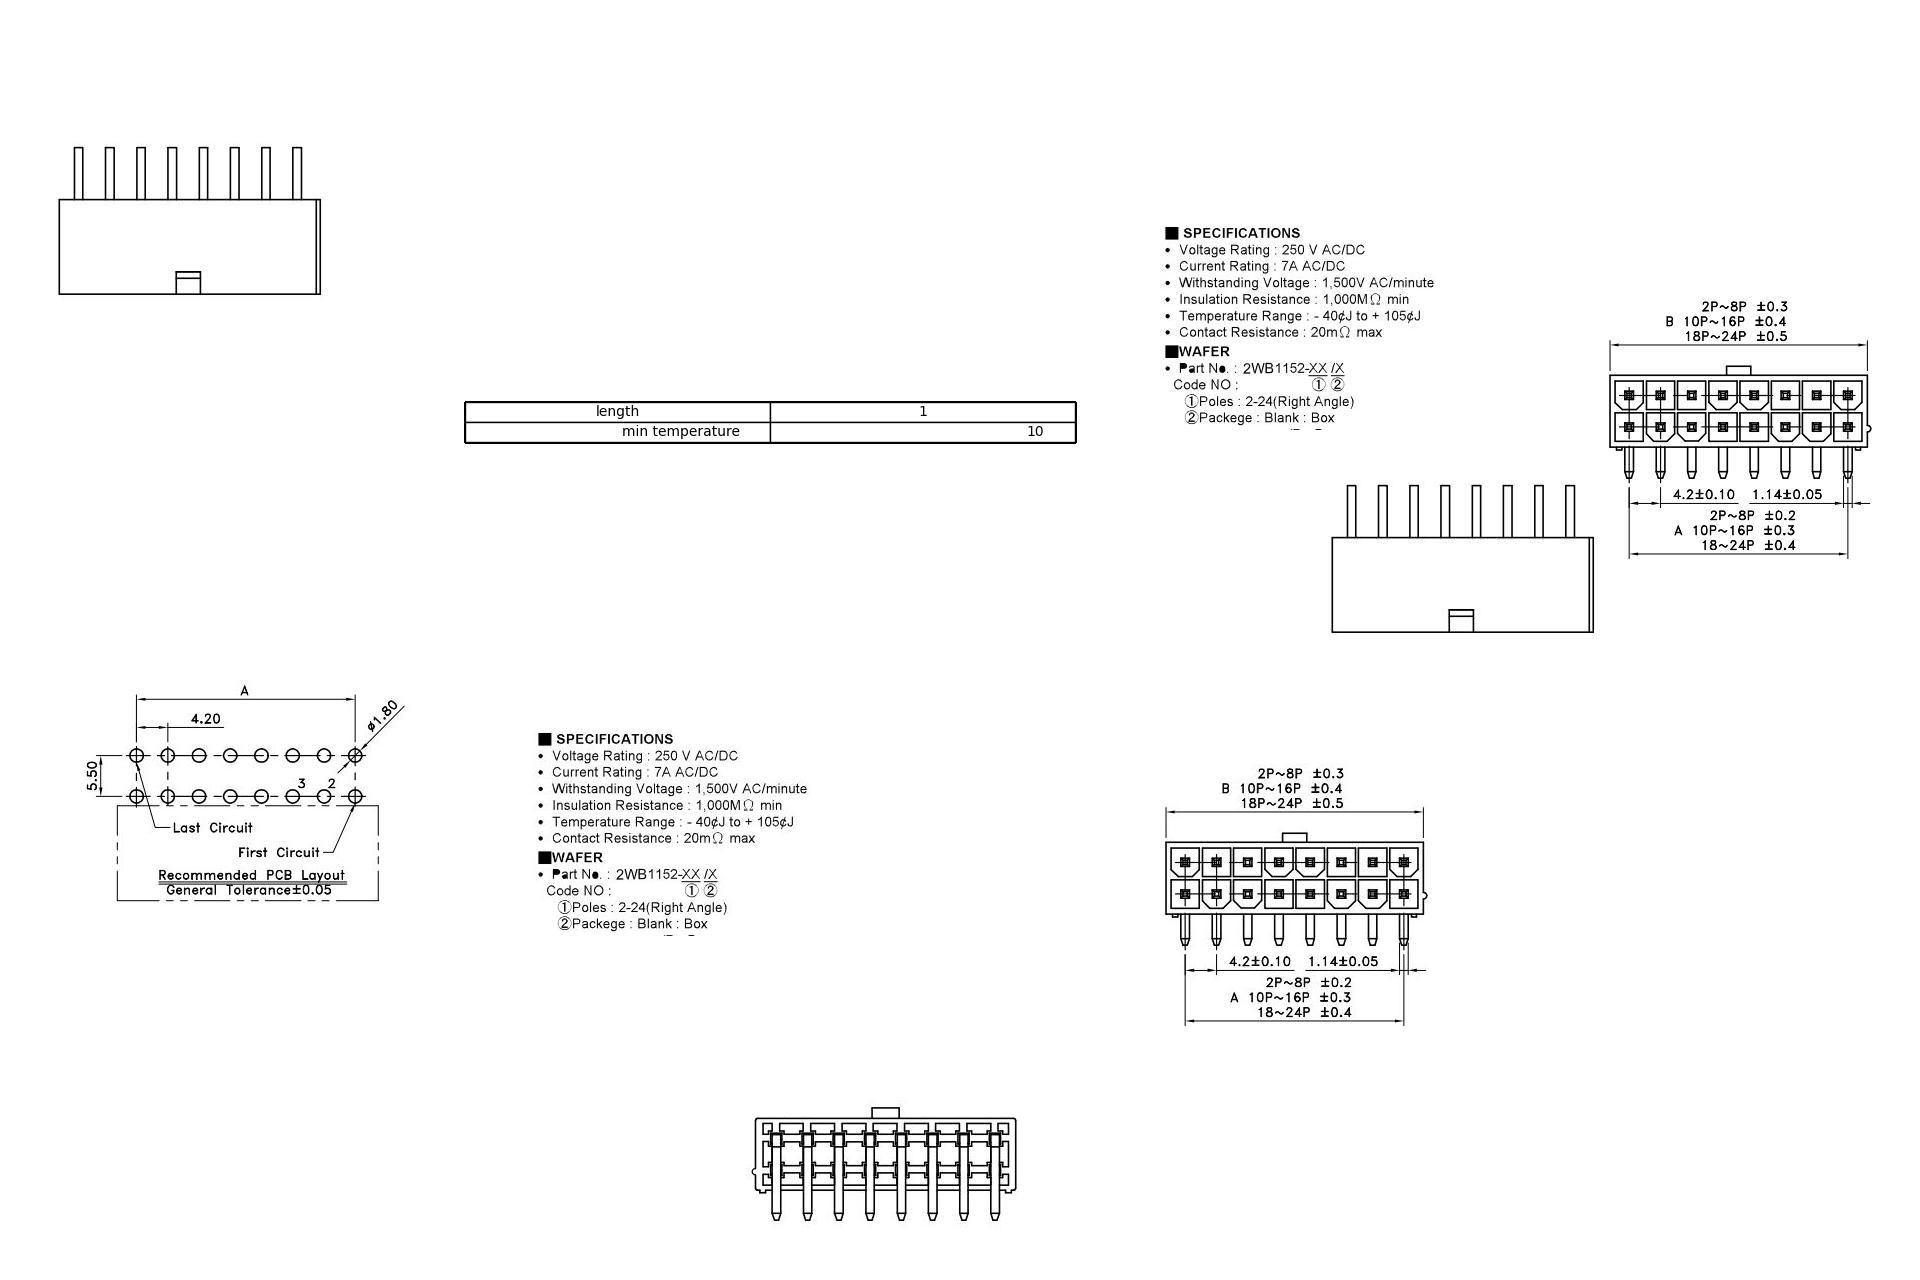 ■ SPECIFICATIONS
• Voltage Rating : 250 V AC/DC
• Current Rating : 7A AC/DC
• Withstanding Voltage : 1,500V AC/minute
• Insulation Resistance : 1,000MΩ min
• Temperature Range : - 40¢J to + 105¢J
• Contact Resistance : 20mΩ max
■WAFER
• Part No. : 2WB1152-XX /X
Code NO : ① ②
①Poles : 2-24(Right Angle)
②Packege : Blank : Box
2P~8P ±0.3
B 10P~16P ±0.4
18P~24P ±0.5
4.2±0.10 1.14±0.05
2P~8P ±0.2
A 10P~16P ±0.3
18~24P ±0.4
length 1
min temperature 10
A
4.20
ø1.80
5.50
3 2
Last Circuit
First Circuit
Recommended PCB Layout
General Tolerance±0.05
■ SPECIFICATIONS
• Voltage Rating : 250 V AC/DC
• Current Rating : 7A AC/DC
• Withstanding Voltage : 1,500V AC/minute
• Insulation Resistance : 1,000MΩ min
• Temperature Range : - 40¢J to + 105¢J
• Contact Resistance : 20mΩ max
■WAFER
• Part No. : 2WB1152-XX /X
Code NO : ① ②
①Poles : 2-24(Right Angle)
②Packege : Blank : Box
2P~8P ±0.3
B 10P~16P ±0.4
18P~24P ±0.5
4.2±0.10 1.14±0.05
2P~8P ±0.2
A 10P~16P ±0.3
18~24P ±0.4